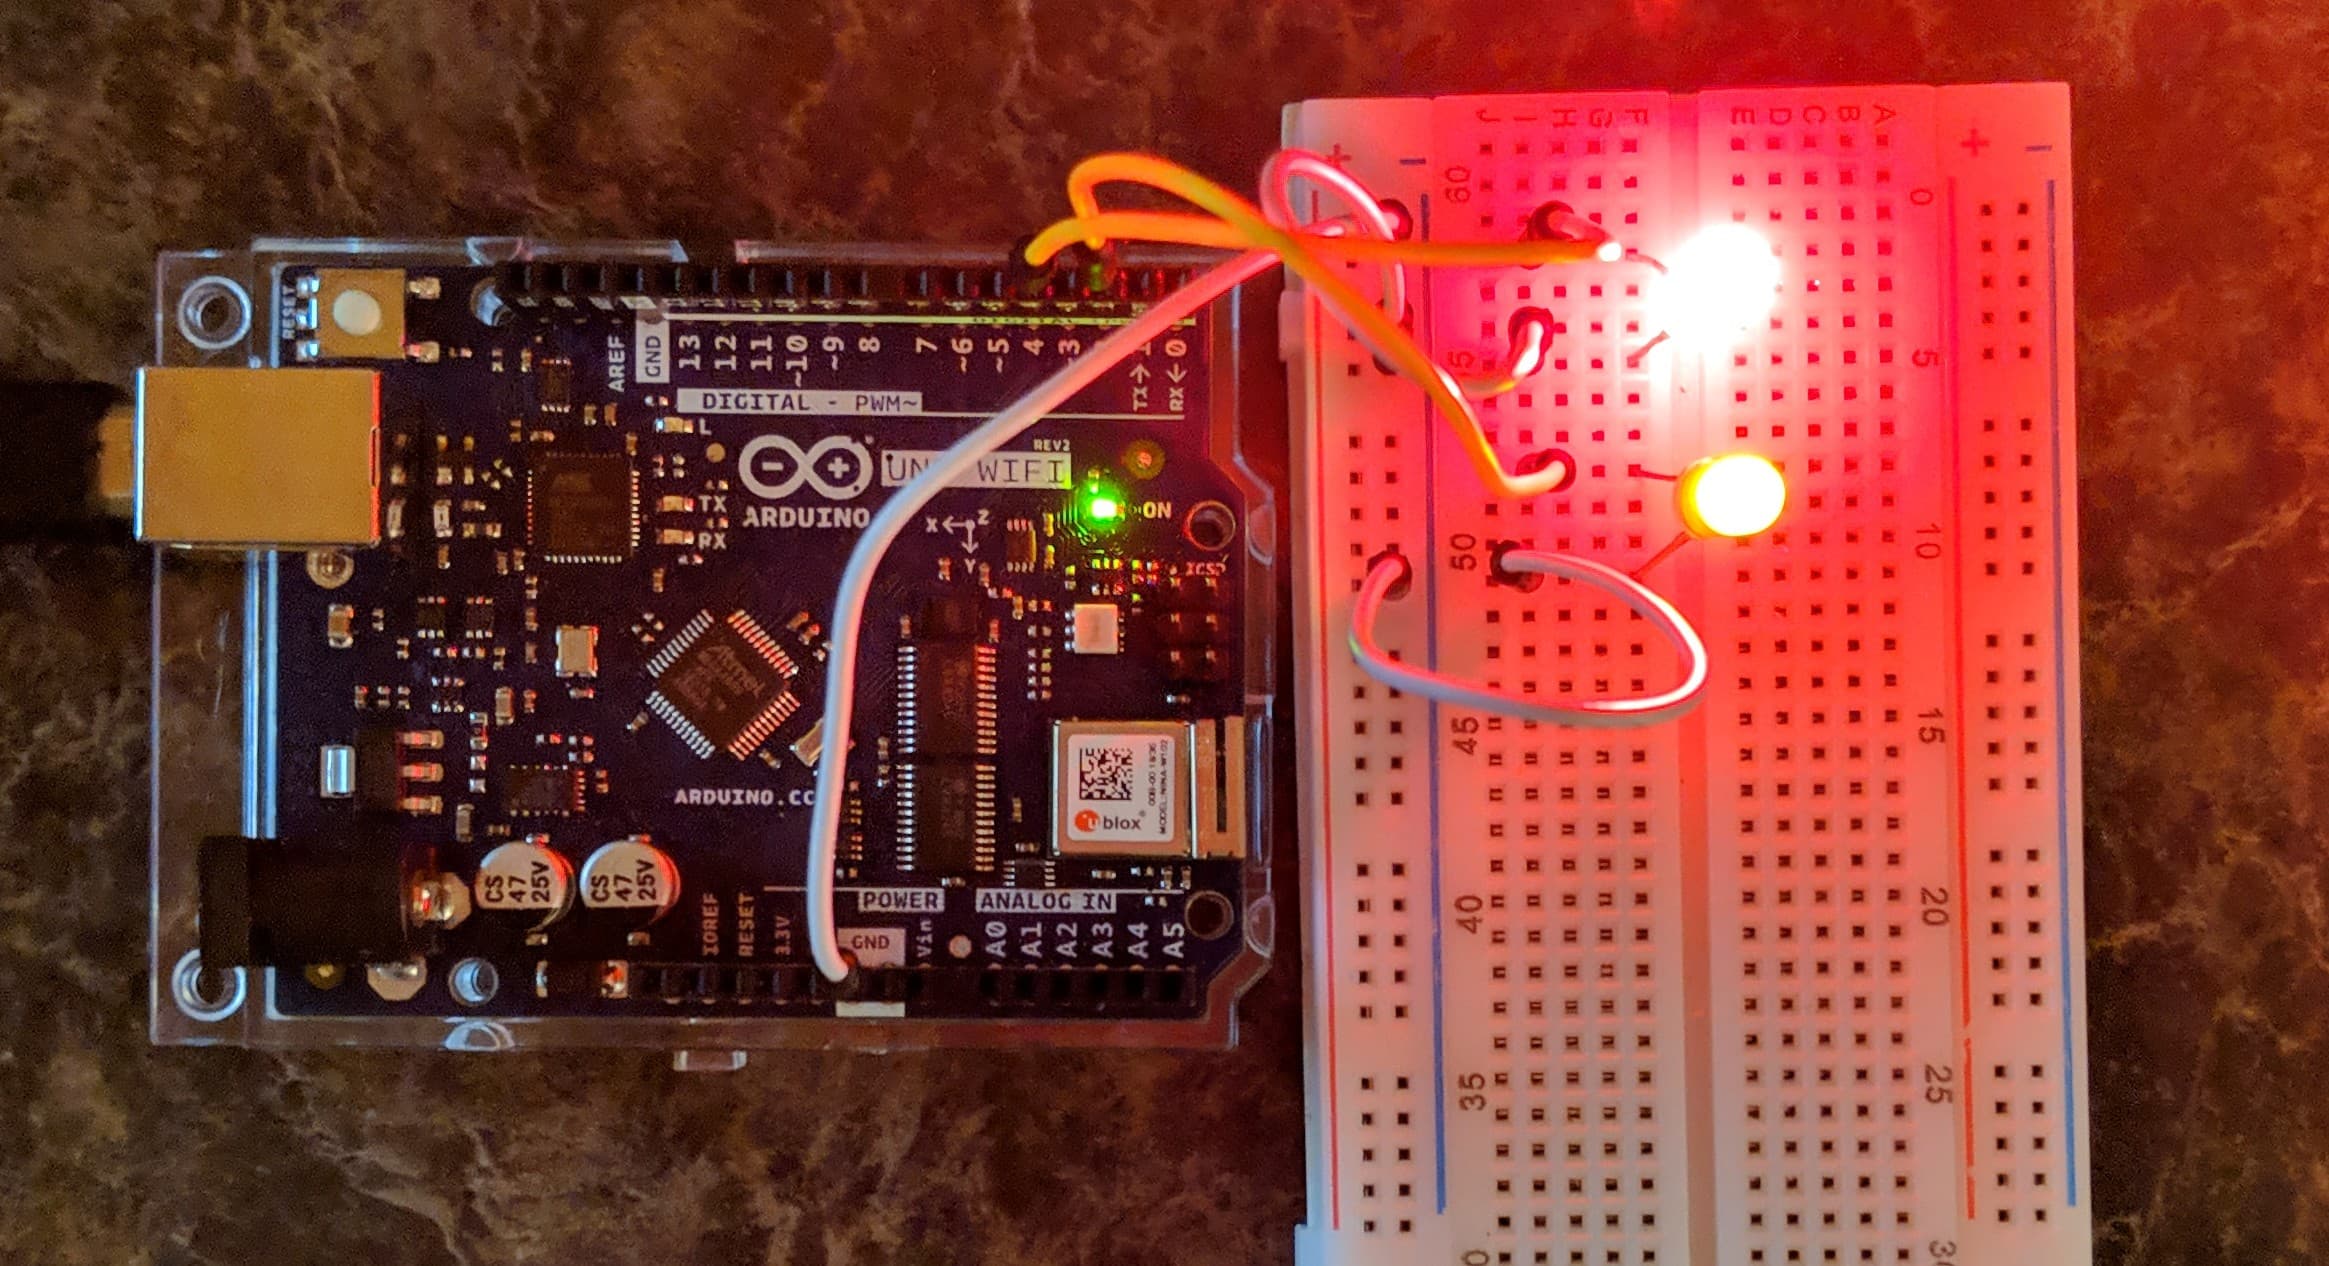 RESET
AREF
GND
13
12
11
~10
~9
8
7
~6
~5
4
3
TX→
RX←0
DIGITAL - PWM~
L
TX
RX
REV2
WIFI
ARDUINO
ON
X
Z
Y
ARDUINO.CC
CS
47
25V
CS
47
25V
blox
IOREF
RESET
3.3V
GND
Vin
POWER
ANALOG IN
A0
A1
A2
A3
A4
A5
+
−
J
I
H
G
F
E
D
C
B
A
+
−
60
50
45
40
35
0
5
10
15
20
25